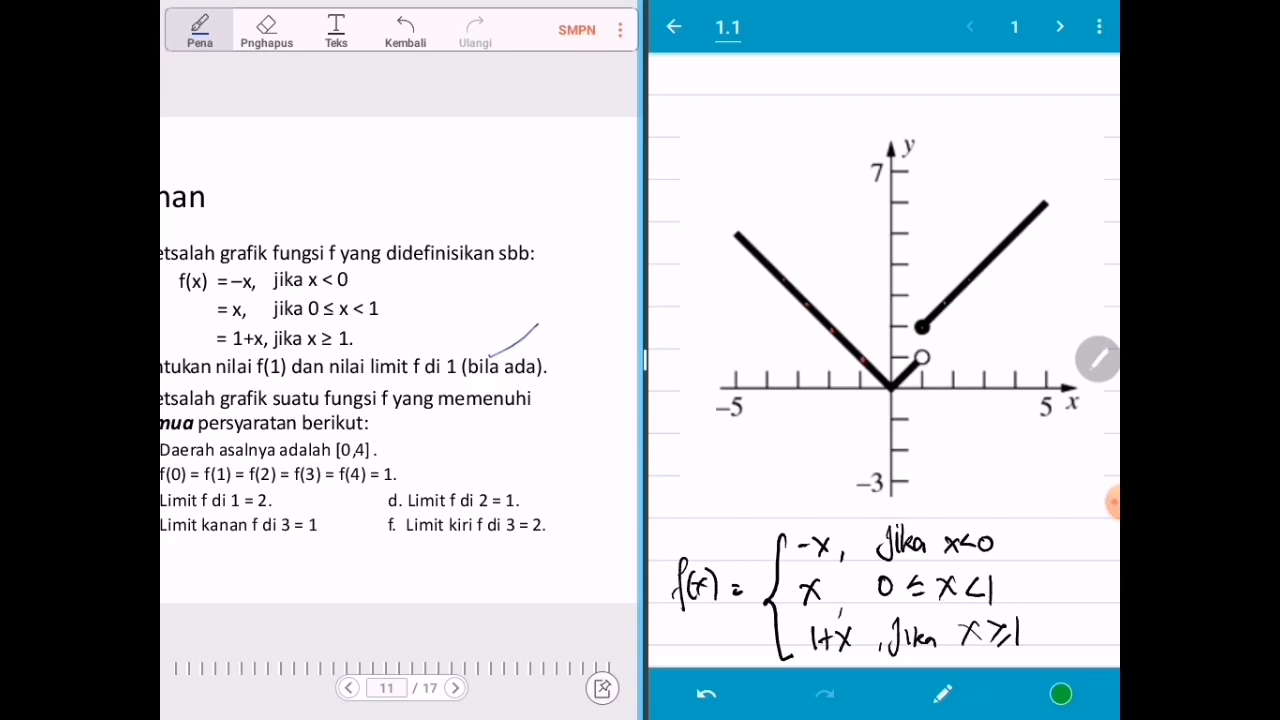 Pena
Pnghapus
Teks
Kembali
Ulangi
SMPN
1.1
1
nan
etsalah grafik fungsi f yang didefinisikan sbb:
f(x) = –x, jika x < 0
= x, jika 0 ≤ x < 1
= 1+x, jika x ≥ 1.
ntukan nilai f(1) dan nilai limit f di 1 (bila ada).
etsalah grafik suatu fungsi f yang memenuhi
mua persyaratan berikut:
Daerah asalnya adalah [0,4] .
f(0) = f(1) = f(2) = f(3) = f(4) = 1.
Limit f di 1 = 2. d. Limit f di 2 = 1.
Limit kanan f di 3 = 1 f. Limit kiri f di 3 = 2.
11 / 17
y
7
–5
5 x
–3
f(x) = { -x, jika x<0
x, 0 ≤ x < 1
1+x, jika x ≥ 1